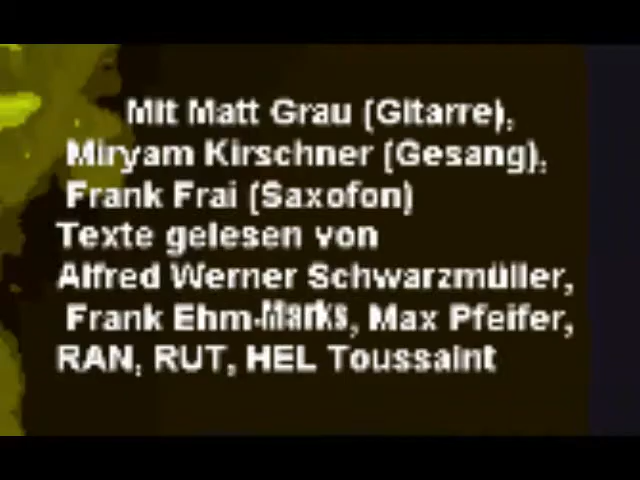 Mit Matt Grau (Gitarre),
Miryam Kirschner (Gesang),
Frank Frai (Saxofon)
Texte gelesen von
Alfred Werner Schwarzmüller,
Frank Ehm-Marks, Max Pfeifer,
RAN, RUT, HEL Toussaint